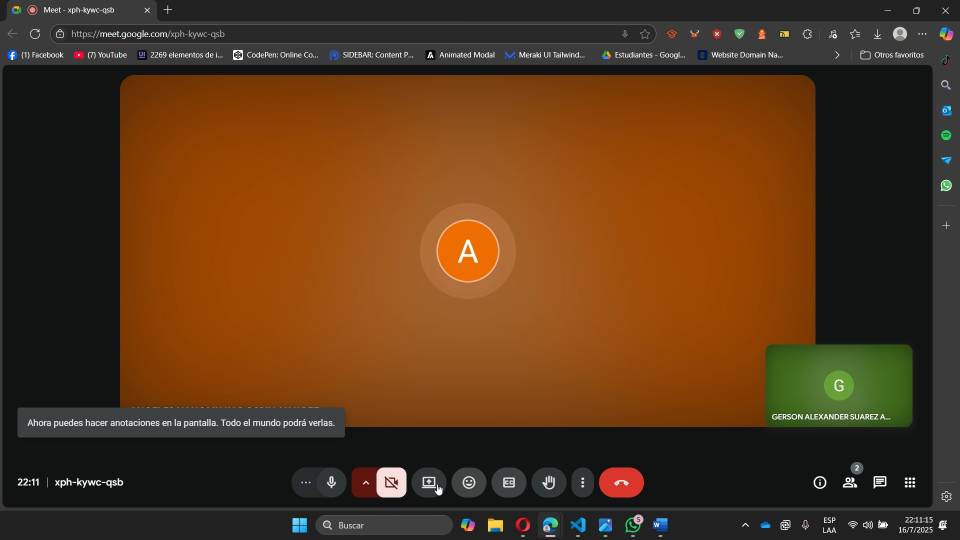 Meet - xph-kywc-qsb
https://meet.google.com/xph-kywc-qsb
(1) Facebook
(7) YouTube
2269 elementos de i...
CodePen: Online Co...
SIDEBAR: Content P...
Animated Modal
Meraki UI Tailwind...
Estudiantes - Googl...
Website Domain Na...
Otros favoritos
A
G
GERSON ALEXANDER SUAREZ A...
Ahora puedes hacer anotaciones en la pantalla. Todo el mundo podrá verlas.
22:11 | xph-kywc-qsb
2
Buscar
5
ESP
LAA
22:11:15
16/7/2025